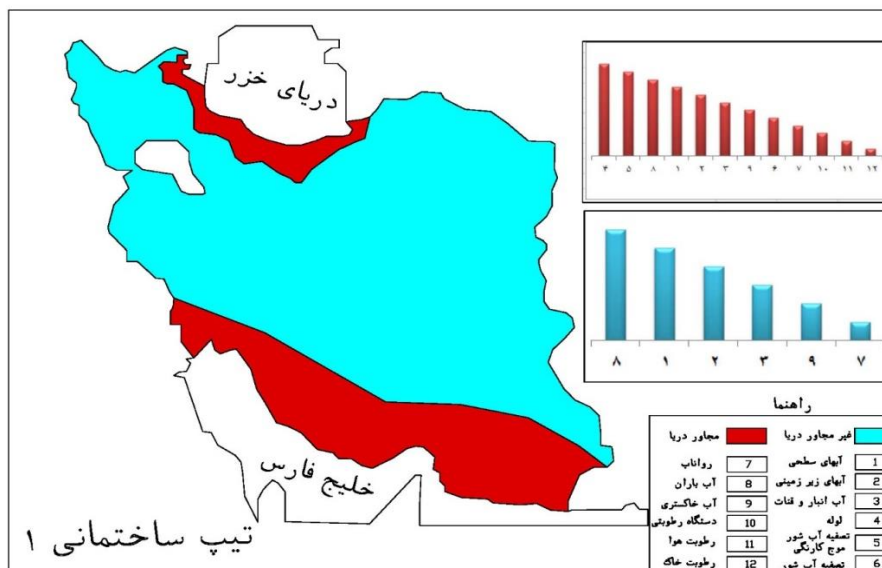 دریای خزر
۴ ۵ ۸ ۱ ۲ ۳ ۹ ۶ ۷ ۱۰ ۱۱ ۱۲
۸ ۱ ۲ ۳ ۹ ۷
خلیج فارس
تیپ ساختمانی ۱
راهنما
غیر مجاور دریا
مجاور دریا
1 آبهای سطحی
7 رواناب
2 آبهای زیر زمینی
8 آب باران
3 آب انبار و قنات
9 آب خاکستری
4 لوله
10 دستگاه رطوبتی
5 تصفیه آب شور
موج کارنگی
11 رطوبت هوا
6 تصفیه آب شور
12 رطوبت خاک